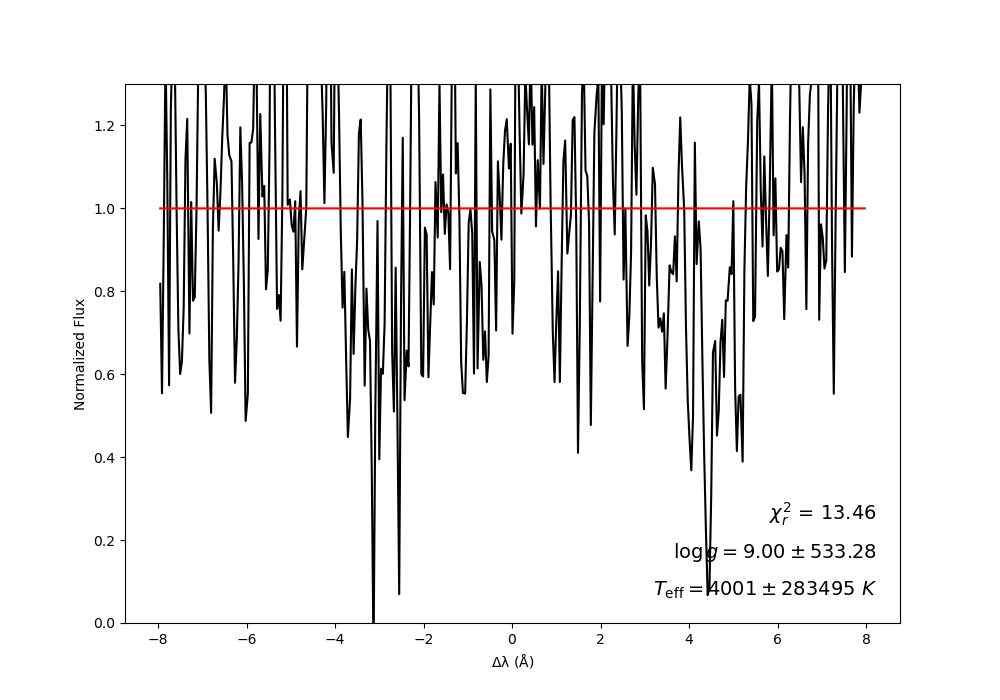 1.2
1.0
0.8
0.6
0.4
0.2
0.0
Normalized Flux
χ²ᵣ = 13.46
log g = 9.00 ± 533.28
T_eff = 4001 ± 283495 K
−8 −6 −4 −2 0 2 4 6 8
Δλ (Å)